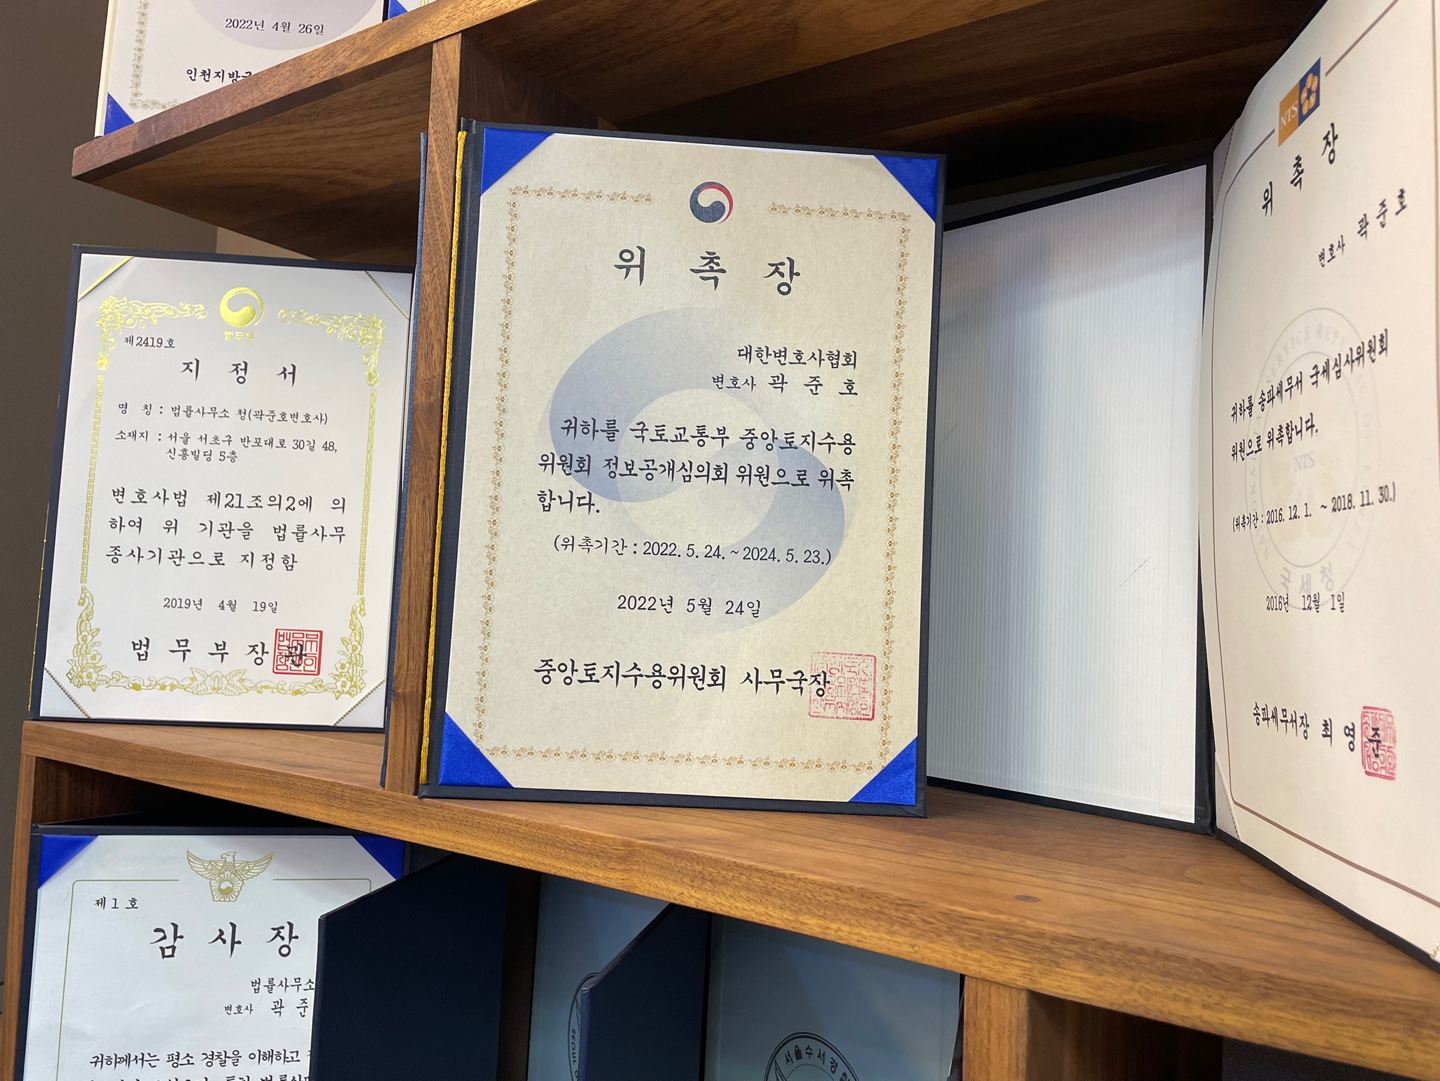 2022년 4월 26일
인천지방
제2419호
지 정 서
명 칭 : 법률사무소 청(곽준호변호사)
소재지 : 서울 서초구 반포대로 30길 48,
신흥빌딩 5층
변호사법 제21조의2에 의
하여 위 기관을 법률사무
종사기관으로 지정함
2019년 4월 19일
법 무 부 장 관
위 촉 장
대한변호사협회
변호사 곽 준 호
귀하를 국토교통부 중앙토지수용
위원회 정보공개심의회 위원으로 위촉
합니다.
(위촉기간 : 2022. 5. 24. ~ 2024. 5. 23.)
2022년 5월 24일
중앙토지수용위원회 사무국장
NTS
위 촉 장
변호사 곽 준 호
귀하를 송파세무서 국세심사위원회
위원으로 위촉합니다.
NTS
(위촉기간 : 2016. 12. 1. ~ 2018. 11. 30.)
국세청
2016년 12월 1일
송파세무서장 최 영 준
제 1 호
감 사 장
법률사무소
변호사 곽 준
귀하께서는 평소 경찰을 이해하고
서울수서경찰